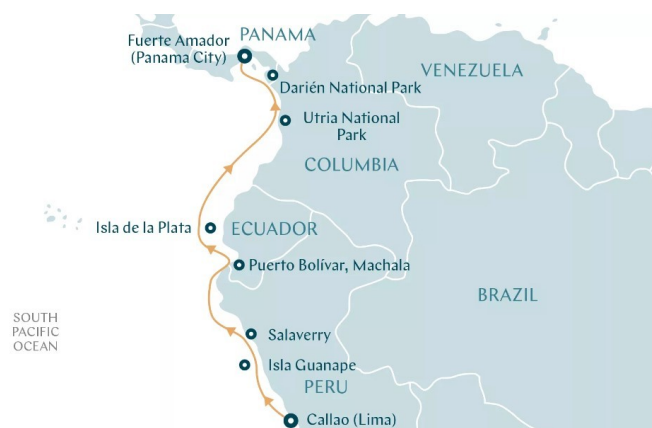 Fuerte Amador
(Panama City)
PANAMA
VENEZUELA
Darién National Park
Utria National
Park
COLUMBIA
Isla de la Plata
ECUADOR
Puerto Bolívar, Machala
BRAZIL
SOUTH
PACIFIC
OCEAN
Salaverry
Isla Guanape
PERU
Callao (Lima)